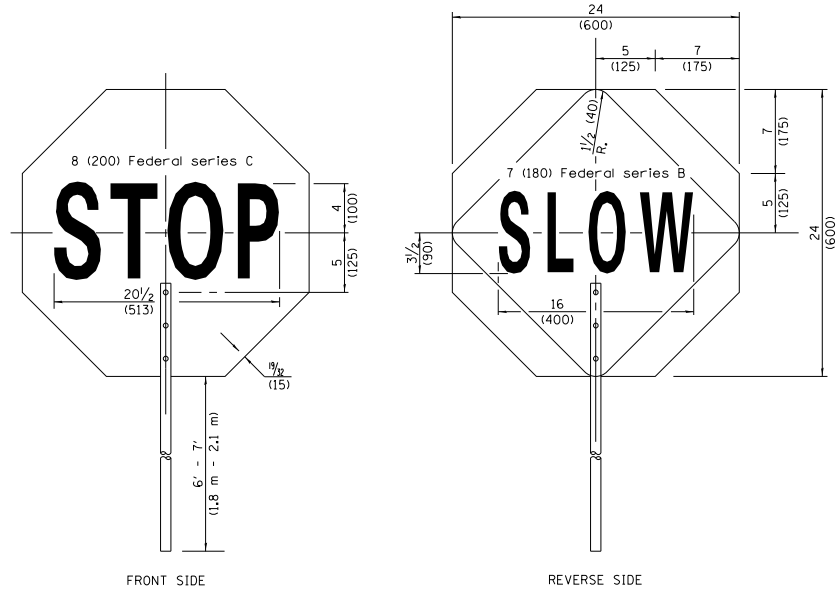 24
(600)
5
(125)
7
(175)
1 1/2 (40)
R.
8 (200) Federal series C
STOP
4
(100)
5
(125)
20 1/2
(513)
19/32
(15)
6' - 7'
(1.8 m - 2.1 m)
FRONT SIDE
7 (180) Federal series B
SLOW
3 1/2
(90)
16
(400)
7
(175)
5
(125)
24
(600)
REVERSE SIDE